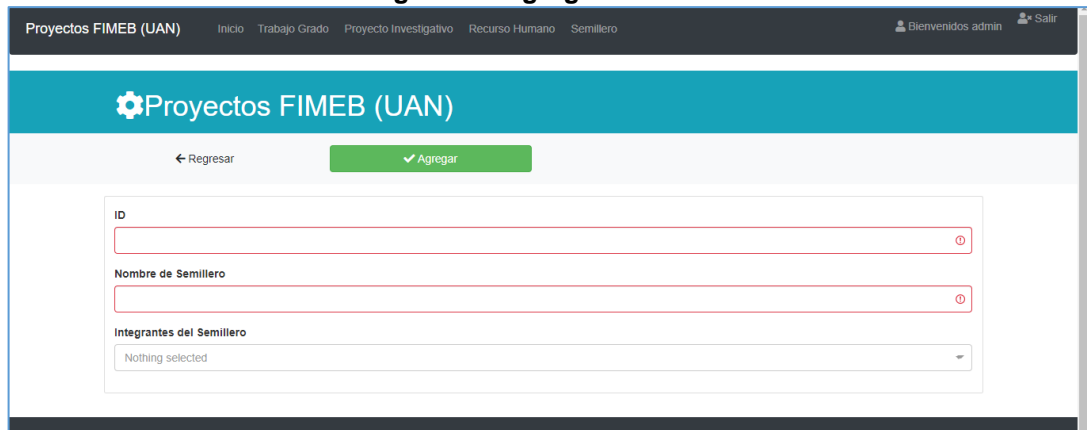 Proyectos FIMEB (UAN) Inicio Trabajo Grado Proyecto Investigativo Recurso Humano Semillero Bienvenidos admin Salir
Proyectos FIMEB (UAN)
Regresar Agregar
ID
Nombre de Semillero
Integrantes del Semillero
Nothing selected